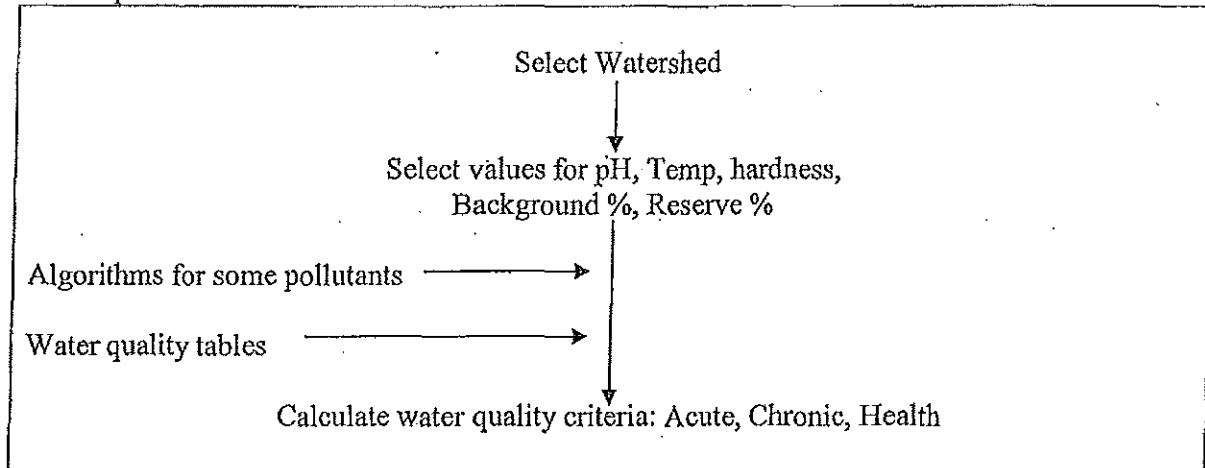 Select Watershed
Select values for pH, Temp, hardness,
Background %, Reserve %
Algorithms for some pollutants
Water quality tables
Calculate water quality criteria: Acute, Chronic, Health